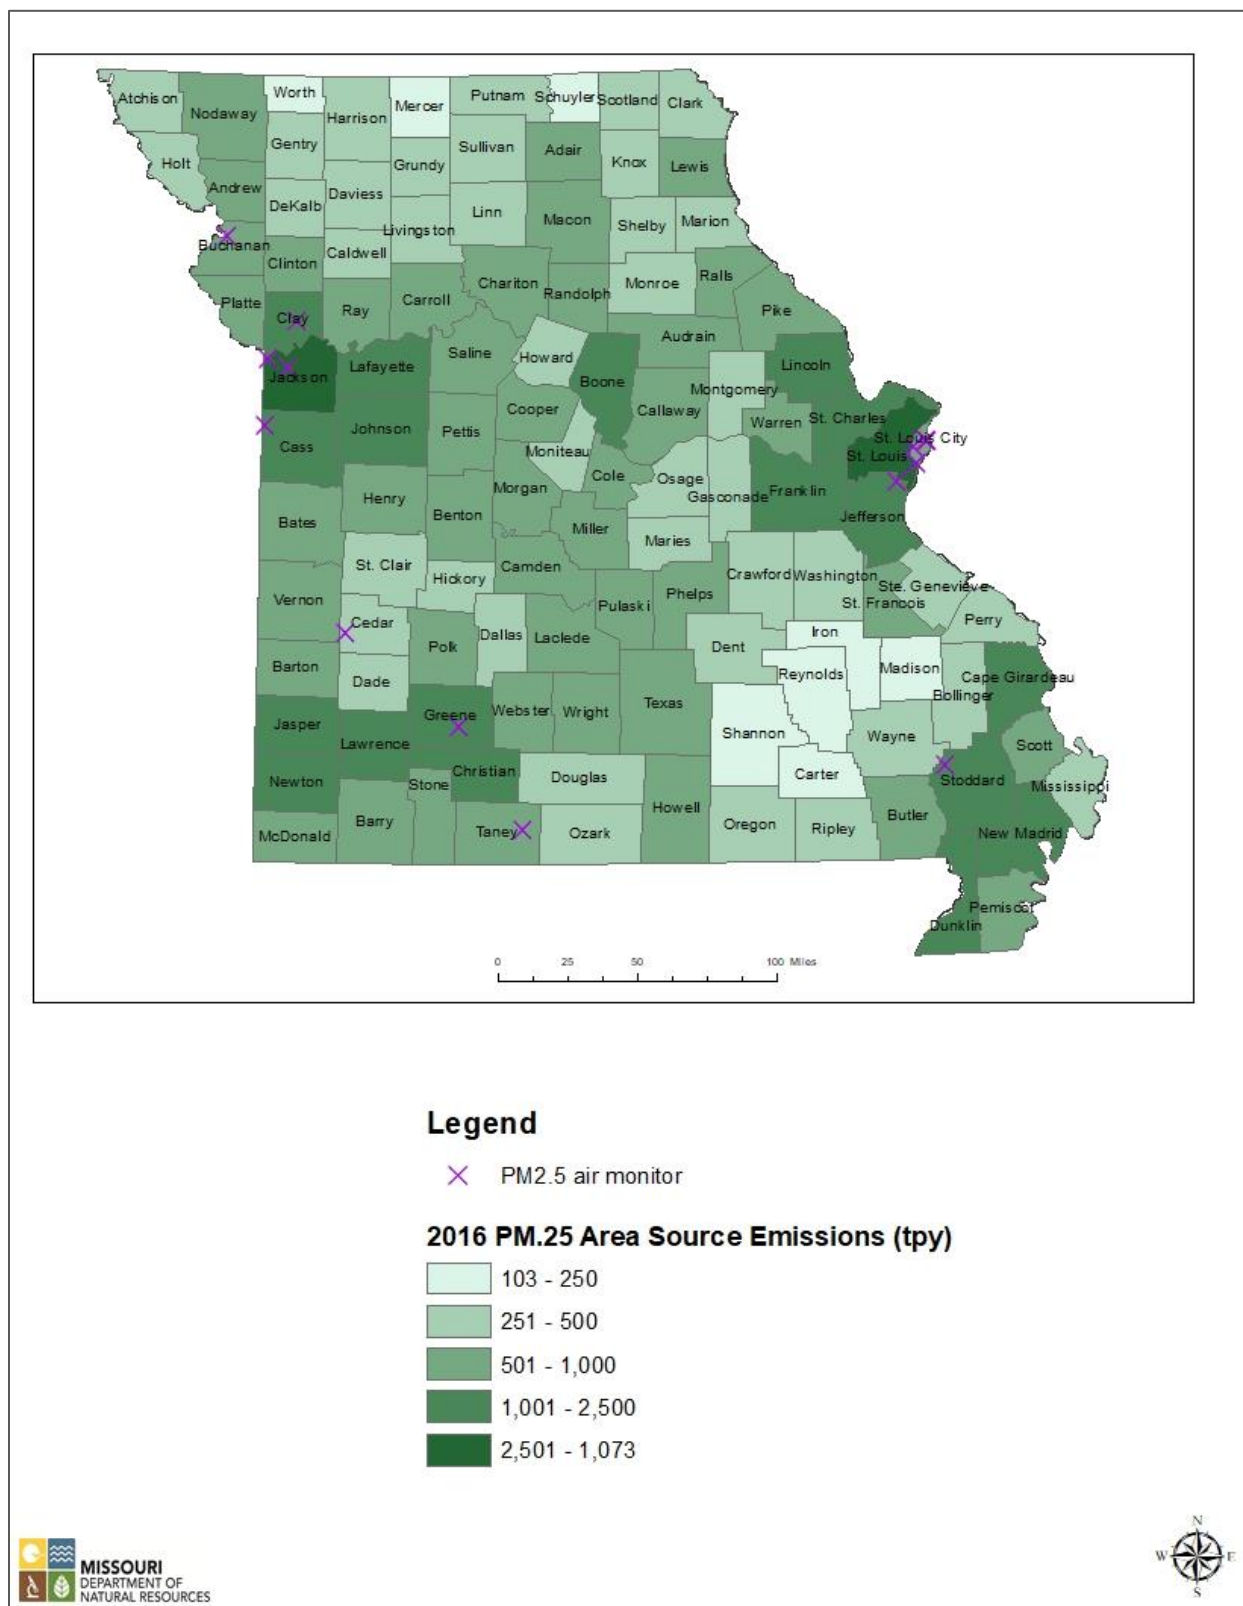 Atchison
Nodaway
Worth
Harrison
Mercer
Putnam
Schuyler
Scotland
Clark
Holt
Gentry
Grundy
Sullivan
Adair
Knox
Lewis
Andrew
DeKalb
Daviess
Livingston
Linn
Macon
Shelby
Marion
Buchanan
Clinton
Caldwell
Chariton
Randolph
Monroe
Ralls
Platte
Clay
Ray
Carroll
Pike
Jackson
Lafayette
Saline
Howard
Boone
Audrain
Lincoln
Cass
Johnson
Pettis
Cooper
Moniteau
Callaway
Montgomery
Warren
St. Charles
St. Louis City
St. Louis
Bates
Henry
Benton
Morgan
Cole
Osage
Gasconade
Franklin
Jefferson
Miller
Maries
St. Clair
Hickory
Camden
Crawford
Washington
Ste. Genevieve
Vernon
Pulaski
Phelps
St. Francois
Cedar
Polk
Dallas
Laclede
Dent
Iron
Perry
Barton
Dade
Reynolds
Madison
Bollinger
Cape Girardeau
Jasper
Lawrence
Greene
Webster
Wright
Texas
Shannon
Wayne
Scott
Newton
Christian
Douglas
Carter
Stoddard
Mississippi
McDonald
Barry
Stone
Taney
Ozark
Howell
Oregon
Ripley
Butler
New Madrid
Dunklin
Pemiscot
0 25 50 100 Miles
Legend
PM2.5 air monitor
2016 PM.25 Area Source Emissions (tpy)
103 - 250
251 - 500
501 - 1,000
1,001 - 2,500
2,501 - 1,073
MISSOURI
DEPARTMENT OF
NATURAL RESOURCES
N
W E
S